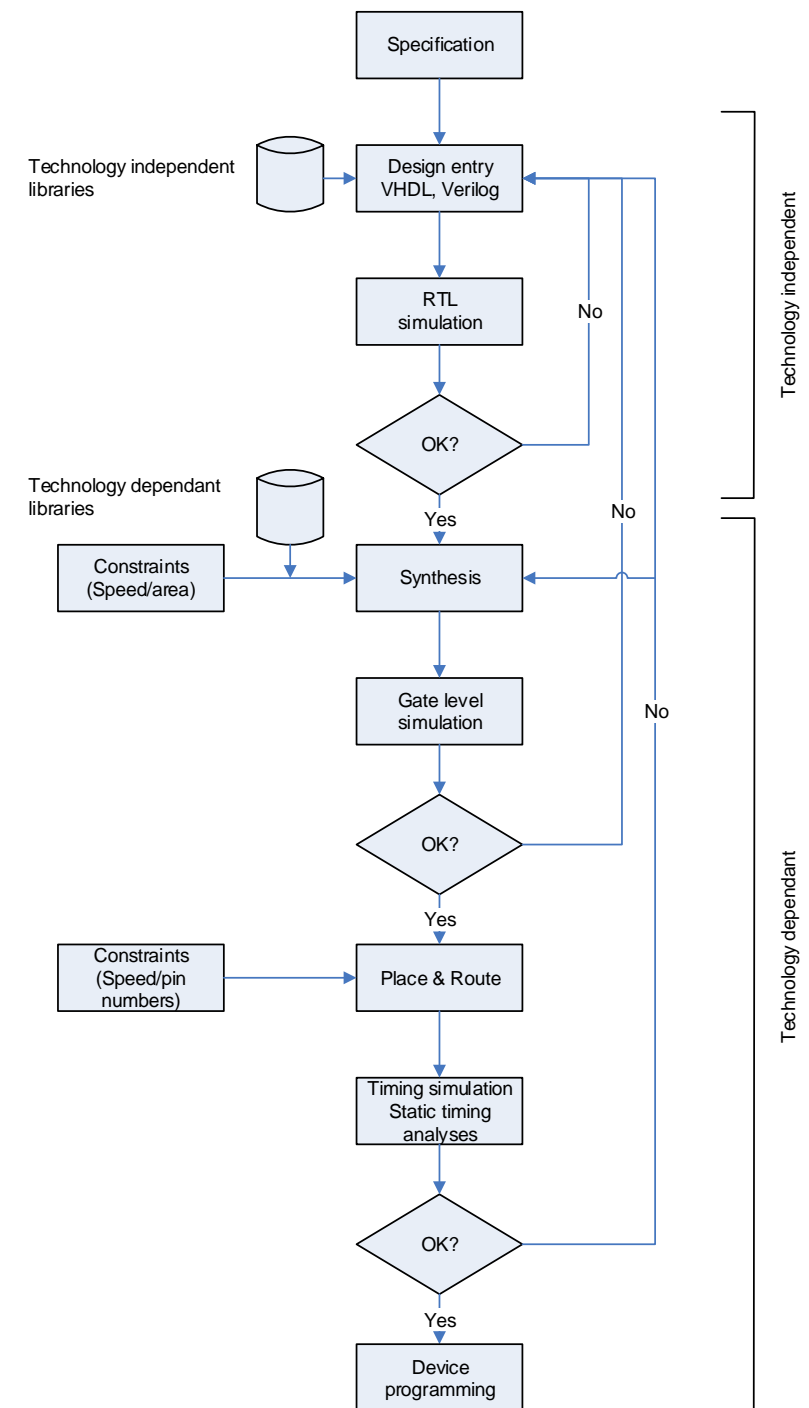 Specification
Technology independent
libraries
Design entry
VHDL, Verilog
Technology independent
RTL
simulation
No
OK?
Technology dependant
libraries
Yes
No
Constraints
(Speed/area)
Synthesis
Gate level
simulation
No
OK?
Yes
Technology dependant
Constraints
(Speed/pin
numbers)
Place & Route
Timing simulation
Static timing
analyses
OK?
Yes
Device
programming